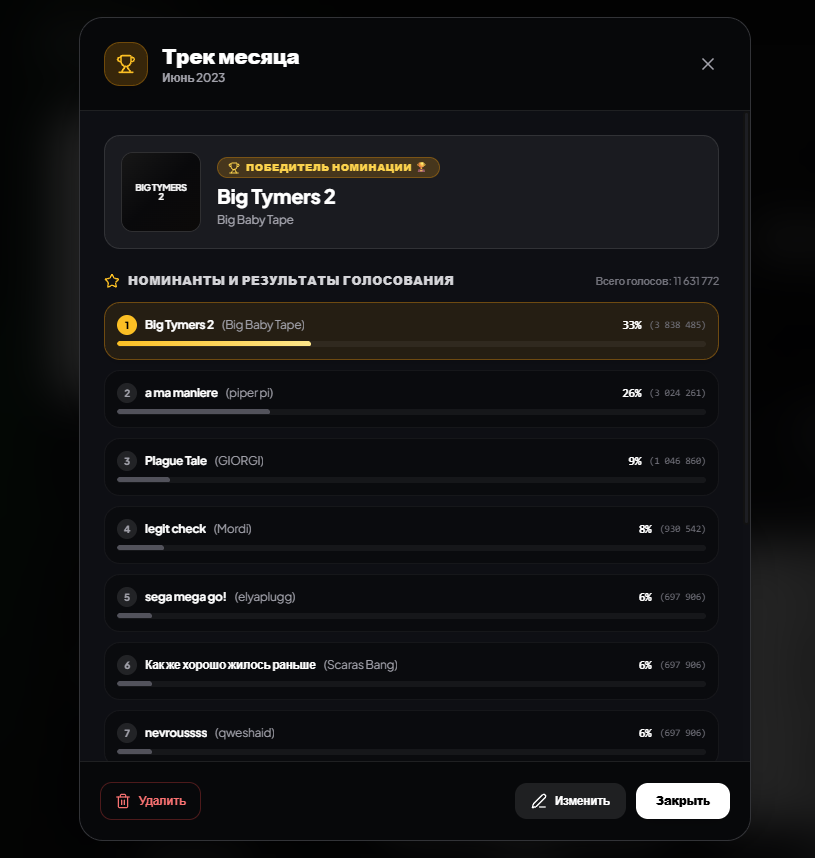 Трек месяца
Июнь 2023
BIG TYMERS
2
ПОБЕДИТЕЛЬ НОМИНАЦИИ 🏆
Big Tymers 2
Big Baby Tape
НОМИНАНТЫ И РЕЗУЛЬТАТЫ ГОЛОСОВАНИЯ Всего голосов: 11 631 772
1 Big Tymers 2 (Big Baby Tape) 33% (3 838 485)
2 a ma maniere (piper pi) 26% (3 024 261)
3 Plague Tale (GIORGI) 9% (1 046 860)
4 legit check (Mordi) 8% (930 542)
5 sega mega go! (elyaplugg) 6% (697 906)
6 Как же хорошо жилось раньше (Scaras Bang) 6% (697 906)
7 nevroussss (qweshaid) 6% (697 906)
Удалить Изменить Закрыть